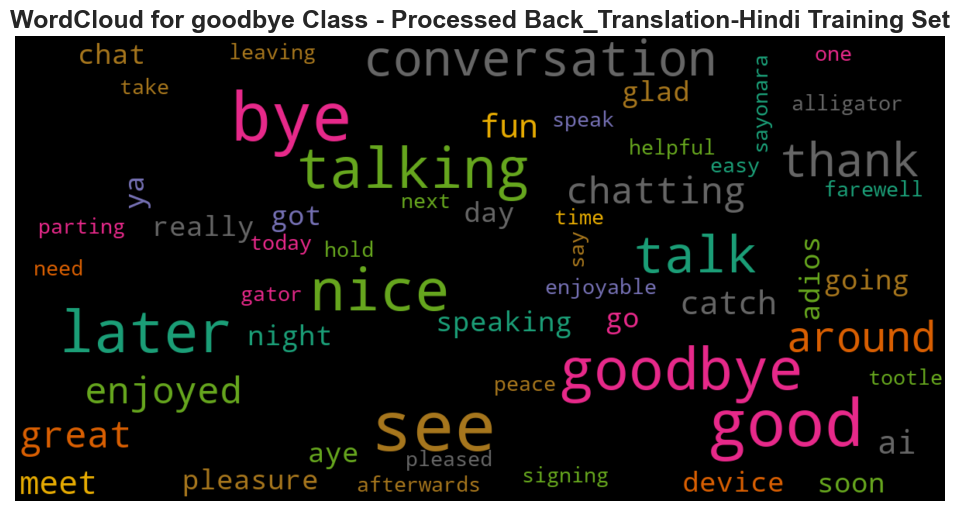 WordCloud for goodbye Class - Processed Back_Translation-Hindi Training Set
chat
leaving
conversation
one
take
bye
glad
sayonara
alligator
fun
speak
talking
helpful
easy
thank
ya
next
chatting
farewell
parting
really
got
day
time
today
hold
say
talk
adios
need
gator
nice
enjoyable
catch
going
later
night
speaking
go
around
enjoyed
peace
goodbye
tootle
great
see
good
ai
aye
pleased
meet
pleasure
afterwards
signing
device
soon